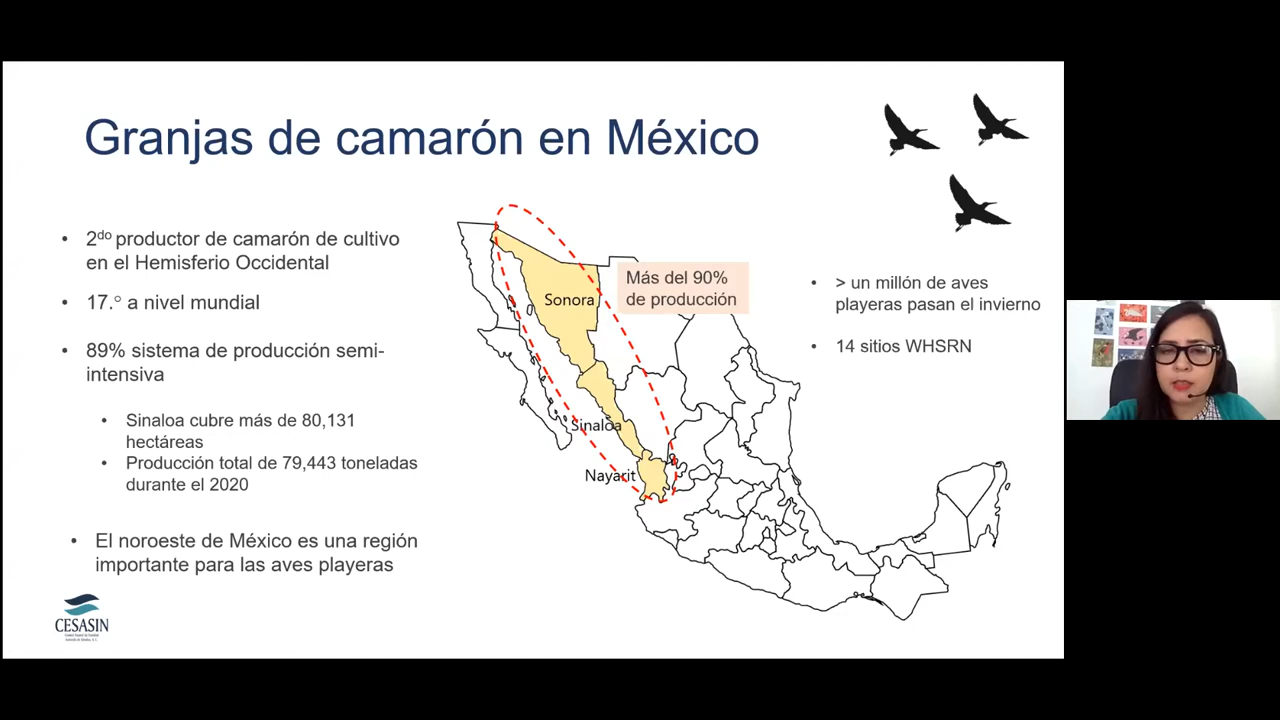 Granjas de camarón en México
• 2do productor de camarón de cultivo
en el Hemisferio Occidental
• 17.° a nivel mundial
• 89% sistema de producción semi-
intensiva
• Sinaloa cubre más de 80,131
hectáreas
• Producción total de 79,443 toneladas
durante el 2020
• El noroeste de México es una región
importante para las aves playeras
Sonora
Más del 90%
de producción
Sinaloa
Nayarit
• > un millón de aves
playeras pasan el invierno
• 14 sitios WHSRN
CESASIN